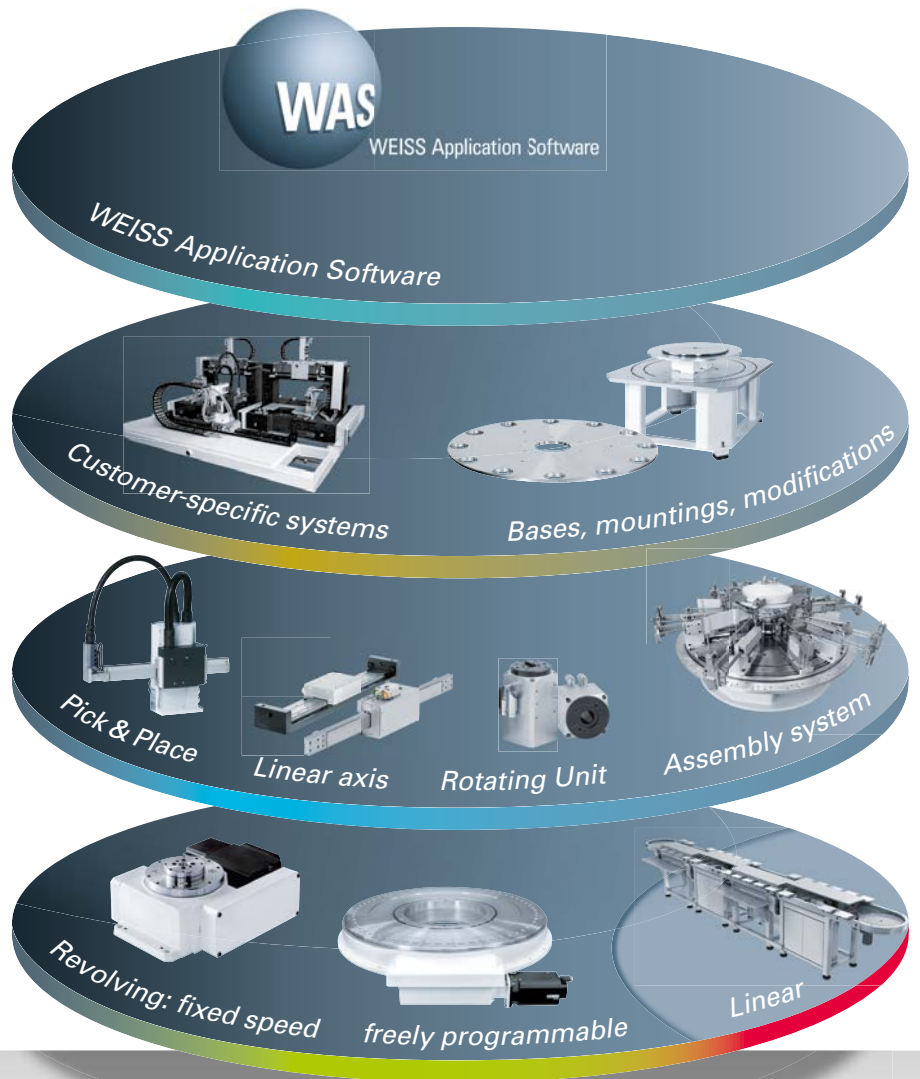 WAS
WEISS Application Software
WEISS Application Software
Customer-specific systems
Bases, mountings, modifications
Pick & Place
Linear axis
Rotating Unit
Assembly system
Revolving: fixed speed
freely programmable
Linear